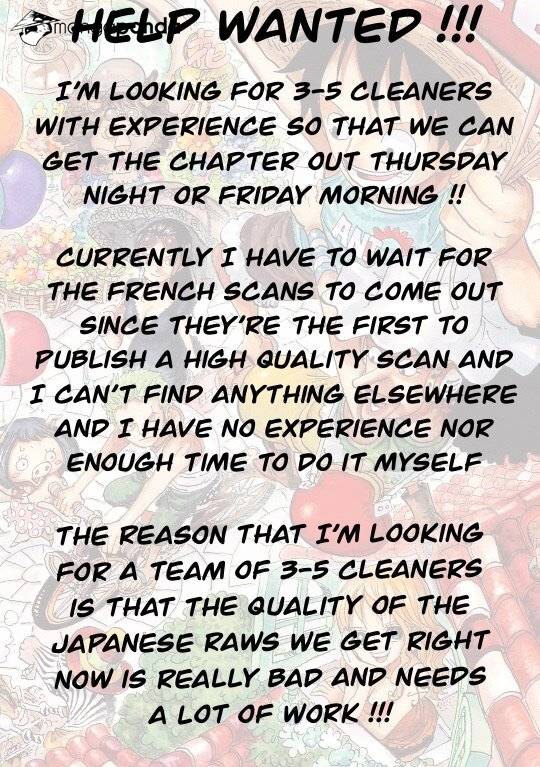 HELP WANTED !!!
I'M LOOKING FOR 3-5 CLEANERS
WITH EXPERIENCE SO THAT WE CAN
GET THE CHAPTER OUT THURSDAY
NIGHT OR FRIDAY MORNING !!
CURRENTLY I HAVE TO WAIT FOR
THE FRENCH SCANS TO COME OUT
SINCE THEY'RE THE FIRST TO
PUBLISH A HIGH QUALITY SCAN AND
I CAN'T FIND ANYTHING ELSEWHERE
AND I HAVE NO EXPERIENCE NOR
ENOUGH TIME TO DO IT MYSELF
THE REASON THAT I'M LOOKING
FOR A TEAM OF 3-5 CLEANERS
IS THAT THE QUALITY OF THE
JAPANESE RAWS WE GET RIGHT
NOW IS REALLY BAD AND NEEDS
A LOT OF WORK !!!